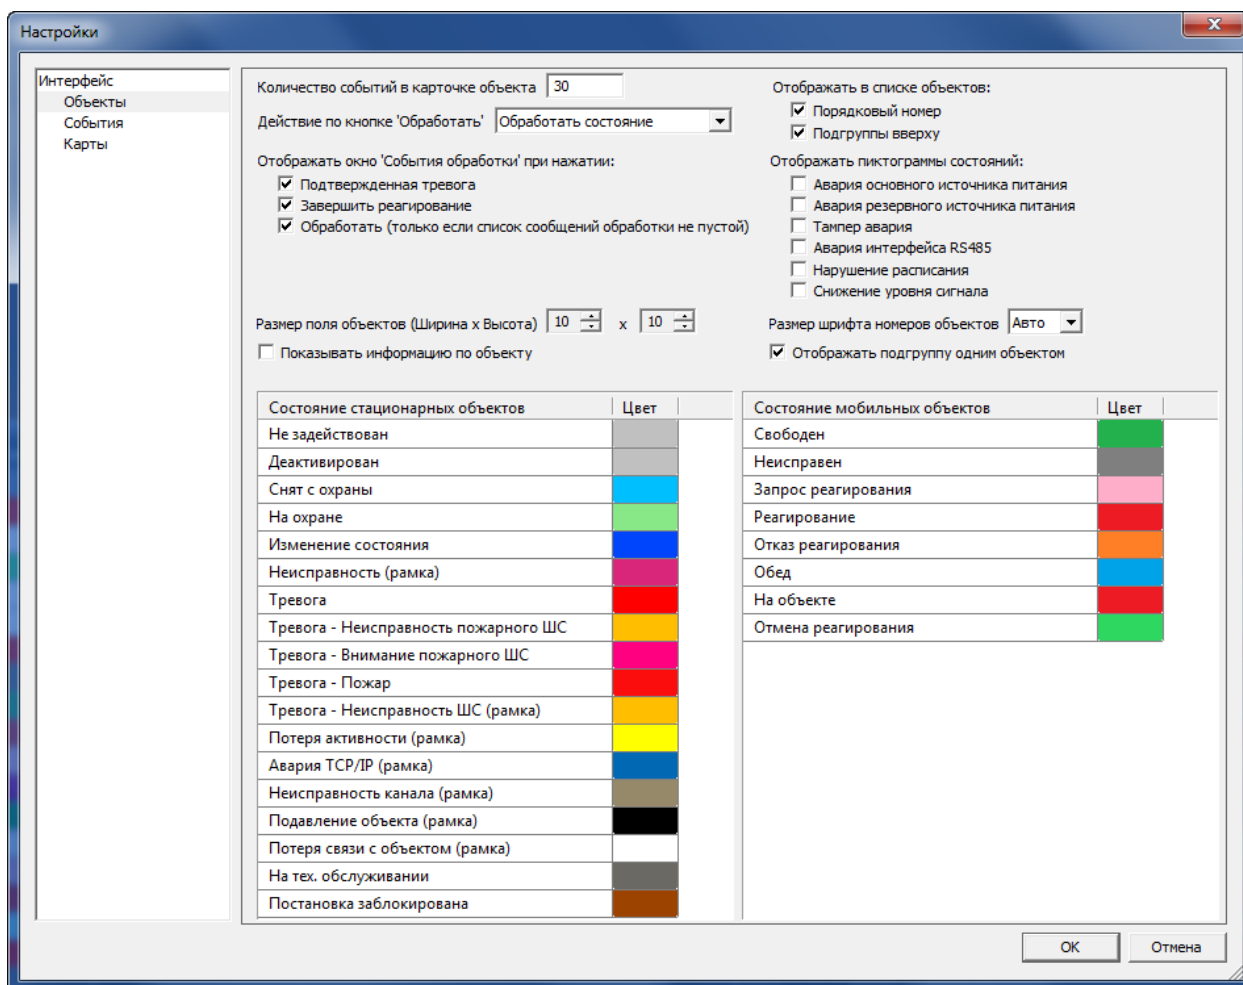 Настройки
Интерфейс
Объекты
События
Карты
Количество событий в карточке объекта 30
Действие по кнопке 'Обработать' Обработать состояние
Отображать окно 'События обработки' при нажатии:
Подтвержденная тревога
Завершить реагирование
Обработать (только если список сообщений обработки не пустой)
Отображать в списке объектов:
Порядковый номер
Подгруппы вверху
Отображать пиктограммы состояний:
Авария основного источника питания
Авария резервного источника питания
Тампер авария
Авария интерфейса RS485
Нарушение расписания
Снижение уровня сигнала
Размер поля объектов (Ширина х Высота) 10 х 10
Размер шрифта номеров объектов Авто
Показывать информацию по объекту
Отображать подгруппу одним объектом
Состояние стационарных объектов Цвет
Не задействован
Деактивирован
Снят с охраны
На охране
Изменение состояния
Неисправность (рамка)
Тревога
Тревога - Неисправность пожарного ШС
Тревога - Внимание пожарного ШС
Тревога - Пожар
Тревога - Неисправность ШС (рамка)
Потеря активности (рамка)
Авария TCP/IP (рамка)
Неисправность канала (рамка)
Подавление объекта (рамка)
Потеря связи с объектом (рамка)
На тех. обслуживании
Постановка заблокирована
Состояние мобильных объектов Цвет
Свободен
Неисправен
Запрос реагирования
Реагирование
Отказ реагирования
Обед
На объекте
Отмена реагирования
OK
Отмена